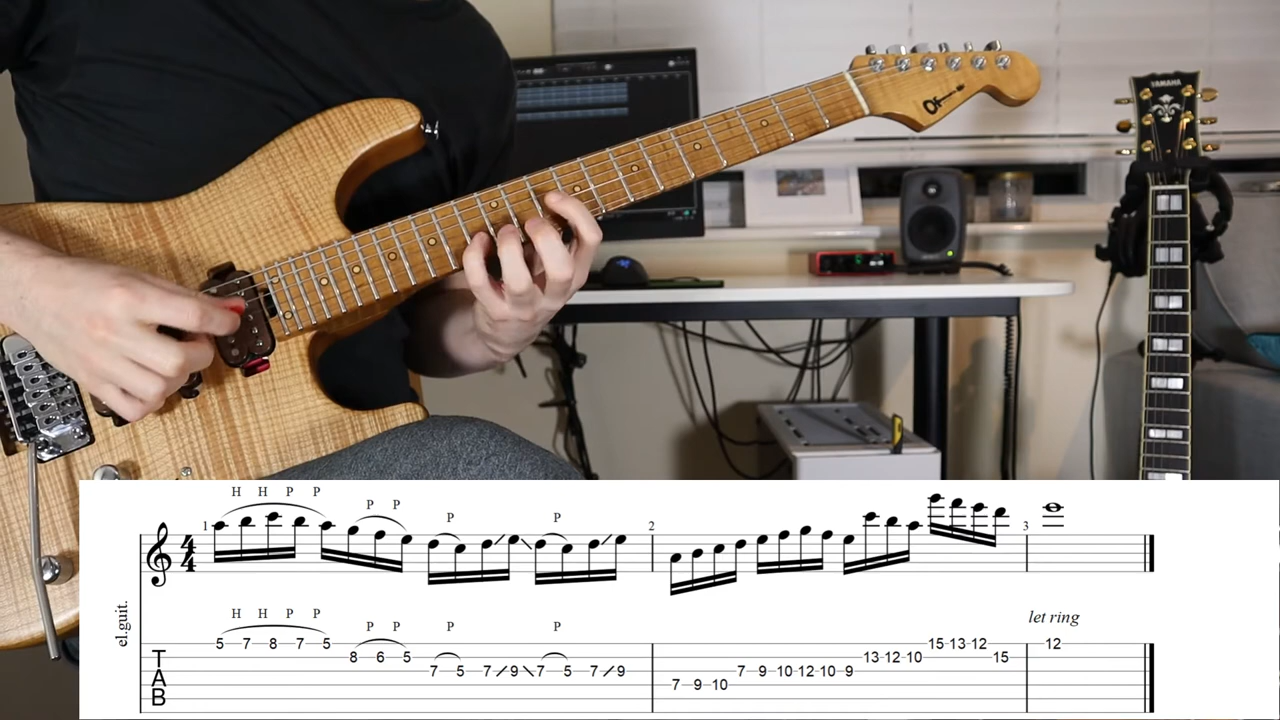 YAMAHA
H H P P
P P
P
P
1
2
3
4
4
el.guit.
H H P P
P P
P
P
let ring
T
A
B
5 7 8 7 5
8 6 5
7 5 7 9 7 5 7 9
7 9 10
7 9 10 12 10 9
13 12 10
15 13 12
15
12